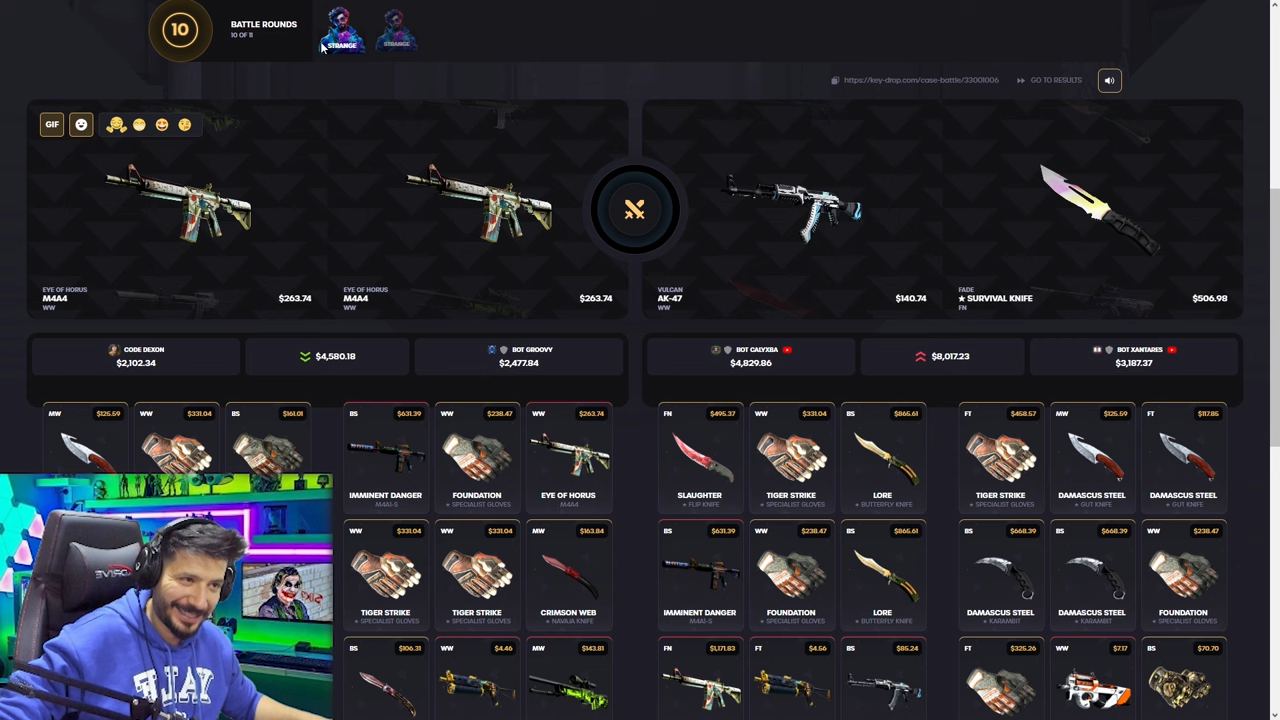 10
BATTLE ROUNDS
10 OF 11
STRANGE
STRANGE
https://key-drop.com/case-battle/33001006
GO TO RESULTS
GIF
EYE OF HORUS
M4A4
WW
$263.74
EYE OF HORUS
M4A4
WW
$263.74
VULCAN
AK-47
WW
$140.74
FADE
★ SURVIVAL KNIFE
FN
$506.98
CODE DEXON
$2,102.34
$4,580.18
BOT GROOVY
$2,477.84
BOT CALYXBA
$4,829.86
$8,017.23
BOT XANTARES
$3,187.37
MW $125.59
WW $331.04
BS $161.01
BS $631.39
IMMINENT DANGER
M4A1-S
WW $238.47
FOUNDATION
★ SPECIALIST GLOVES
WW $263.74
EYE OF HORUS
M4A4
FN $495.37
SLAUGHTER
★ FLIP KNIFE
WW $331.04
TIGER STRIKE
★ SPECIALIST GLOVES
BS $865.61
LORE
★ BUTTERFLY KNIFE
FT $458.57
TIGER STRIKE
★ SPECIALIST GLOVES
MW $125.59
DAMASCUS STEEL
★ GUT KNIFE
FT $117.85
DAMASCUS STEEL
★ GUT KNIFE
WW $331.04
TIGER STRIKE
★ SPECIALIST GLOVES
WW $331.04
TIGER STRIKE
★ SPECIALIST GLOVES
MW $163.84
CRIMSON WEB
★ NAVAJA KNIFE
BS $631.39
IMMINENT DANGER
M4A1-S
WW $238.47
FOUNDATION
★ SPECIALIST GLOVES
BS $865.61
LORE
★ BUTTERFLY KNIFE
BS $668.39
DAMASCUS STEEL
★ KARAMBIT
BS $668.39
DAMASCUS STEEL
★ KARAMBIT
WW $238.47
FOUNDATION
★ SPECIALIST GLOVES
BS $106.31
WW $4.46
MW $143.81
FN $1,171.83
FT $4.56
BS $85.24
FT $325.26
WW $7.17
BS $70.70